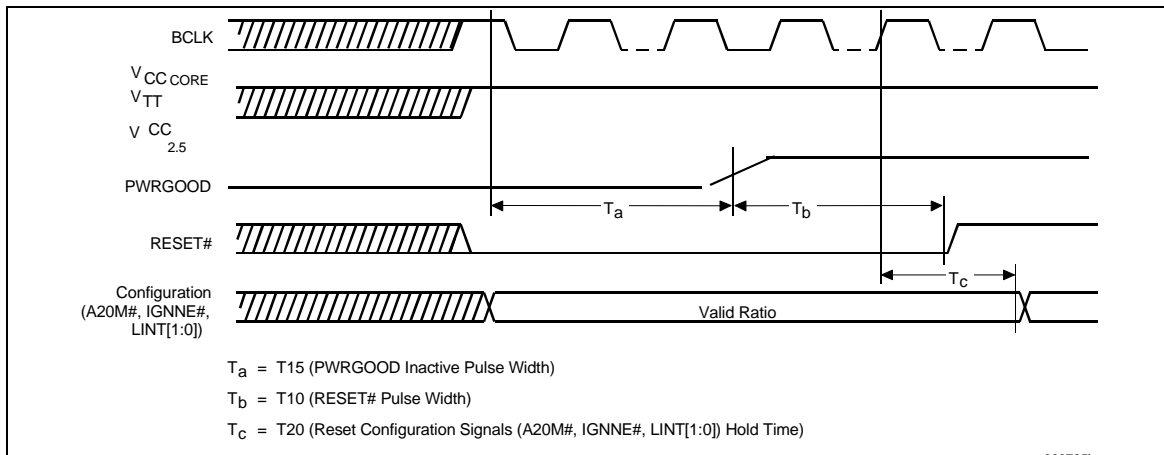 BCLK
VCC CORE
VTT
V CC 2.5
PWRGOOD
Ta
Tb
RESET#
Tc
Configuration
(A20M#, IGNNE#,
LINT[1:0])
Valid Ratio
Ta = T15 (PWRGOOD Inactive Pulse Width)
Tb = T10 (RESET# Pulse Width)
Tc = T20 (Reset Configuration Signals (A20M#, IGNNE#, LINT[1:0]) Hold Time)